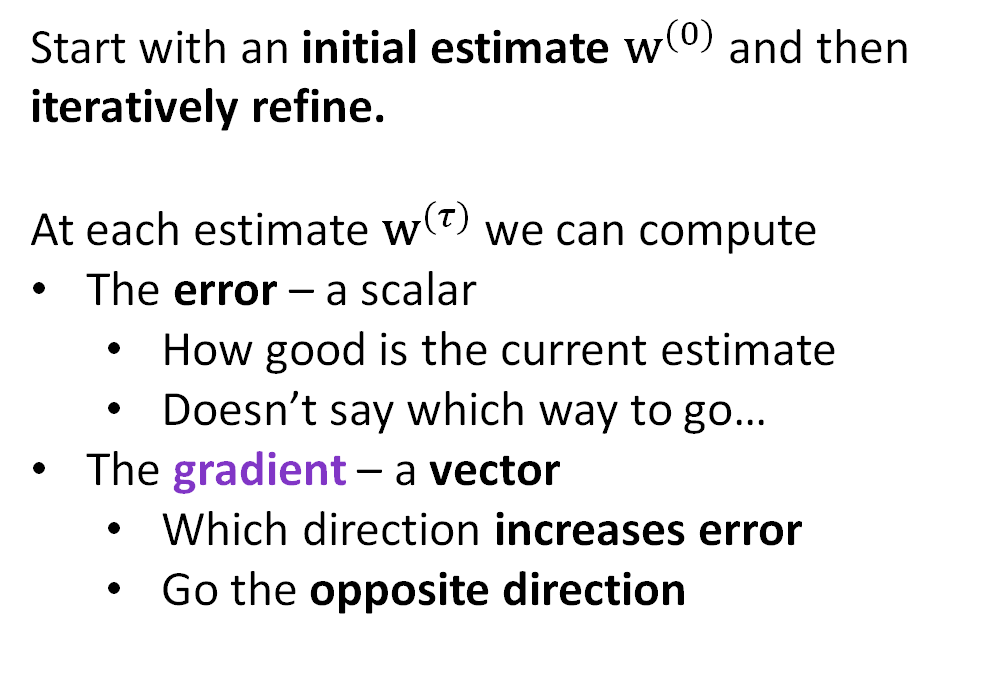 Start with an initial estimate w⁽⁰⁾ and then
iteratively refine.
At each estimate w⁽τ⁾ we can compute
• The error – a scalar
• How good is the current estimate
• Doesn’t say which way to go…
• The gradient – a vector
• Which direction increases error
• Go the opposite direction